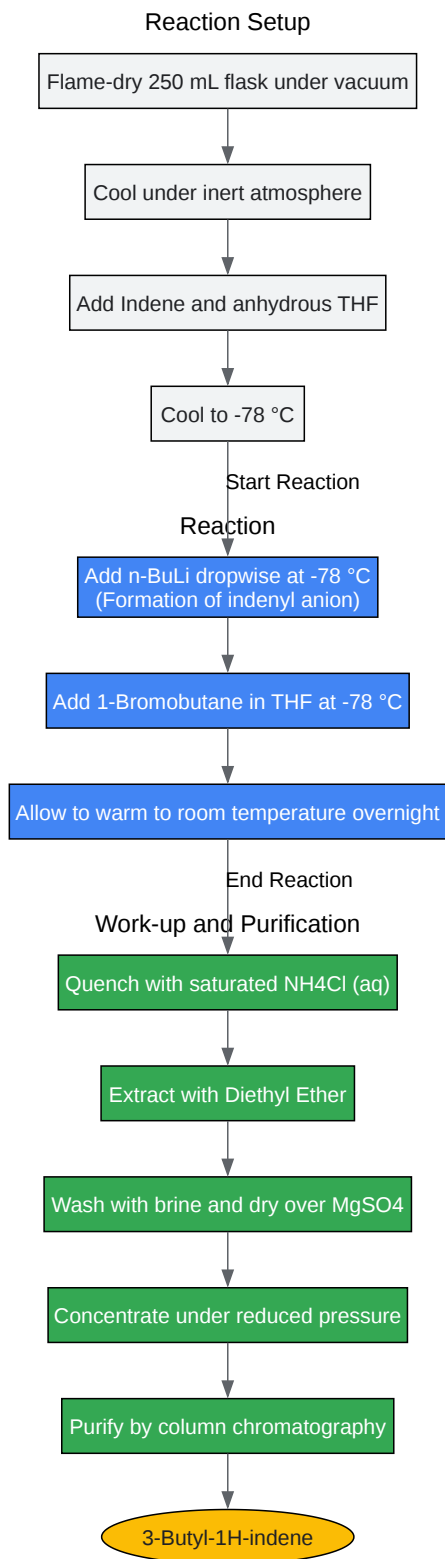 Reaction Setup
Flame-dry 250 mL flask under vacuum
Cool under inert atmosphere
Add Indene and anhydrous THF
Cool to -78 °C
Start Reaction
Reaction
Add n-BuLi dropwise at -78 °C
(Formation of indenyl anion)
Add 1-Bromobutane in THF at -78 °C
Allow to warm to room temperature overnight
End Reaction
Work-up and Purification
Quench with saturated NH4Cl (aq)
Extract with Diethyl Ether
Wash with brine and dry over MgSO4
Concentrate under reduced pressure
Purify by column chromatography
3-Butyl-1H-indene